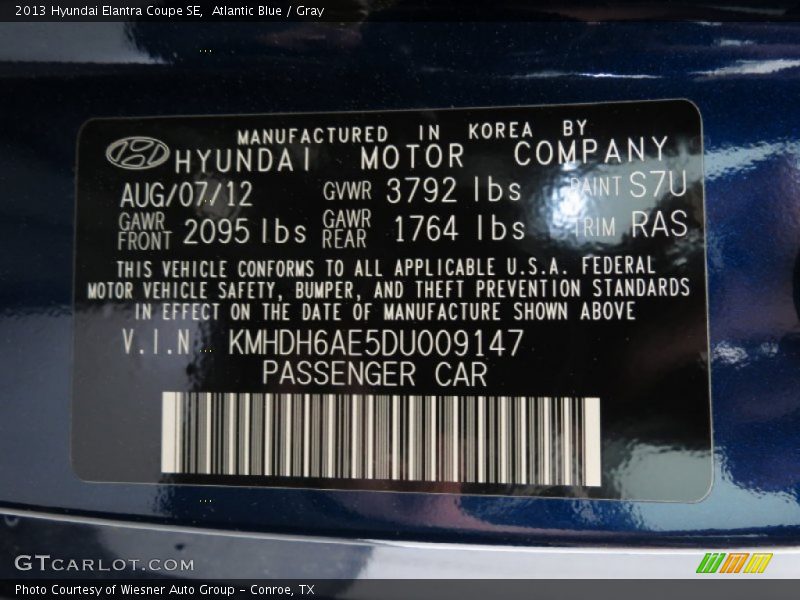 2013 Hyundai Elantra Coupe SE, Atlantic Blue / Gray
MANUFACTURED IN KOREA BY
HYUNDAI MOTOR COMPANY
AUG/07/12 GVWR 3792 lbs PAINT S7U
GAWR FRONT 2095 lbs GAWR REAR 1764 lbs TRIM RAS
THIS VEHICLE CONFORMS TO ALL APPLICABLE U.S.A. FEDERAL
MOTOR VEHICLE SAFETY, BUMPER, AND THEFT PREVENTION STANDARDS
IN EFFECT ON THE DATE OF MANUFACTURE SHOWN ABOVE
V.I.N KMHDH6AE5DU009147
PASSENGER CAR
GTCARLOT.COM
Photo Courtesy of Wiesner Auto Group - Conroe, TX